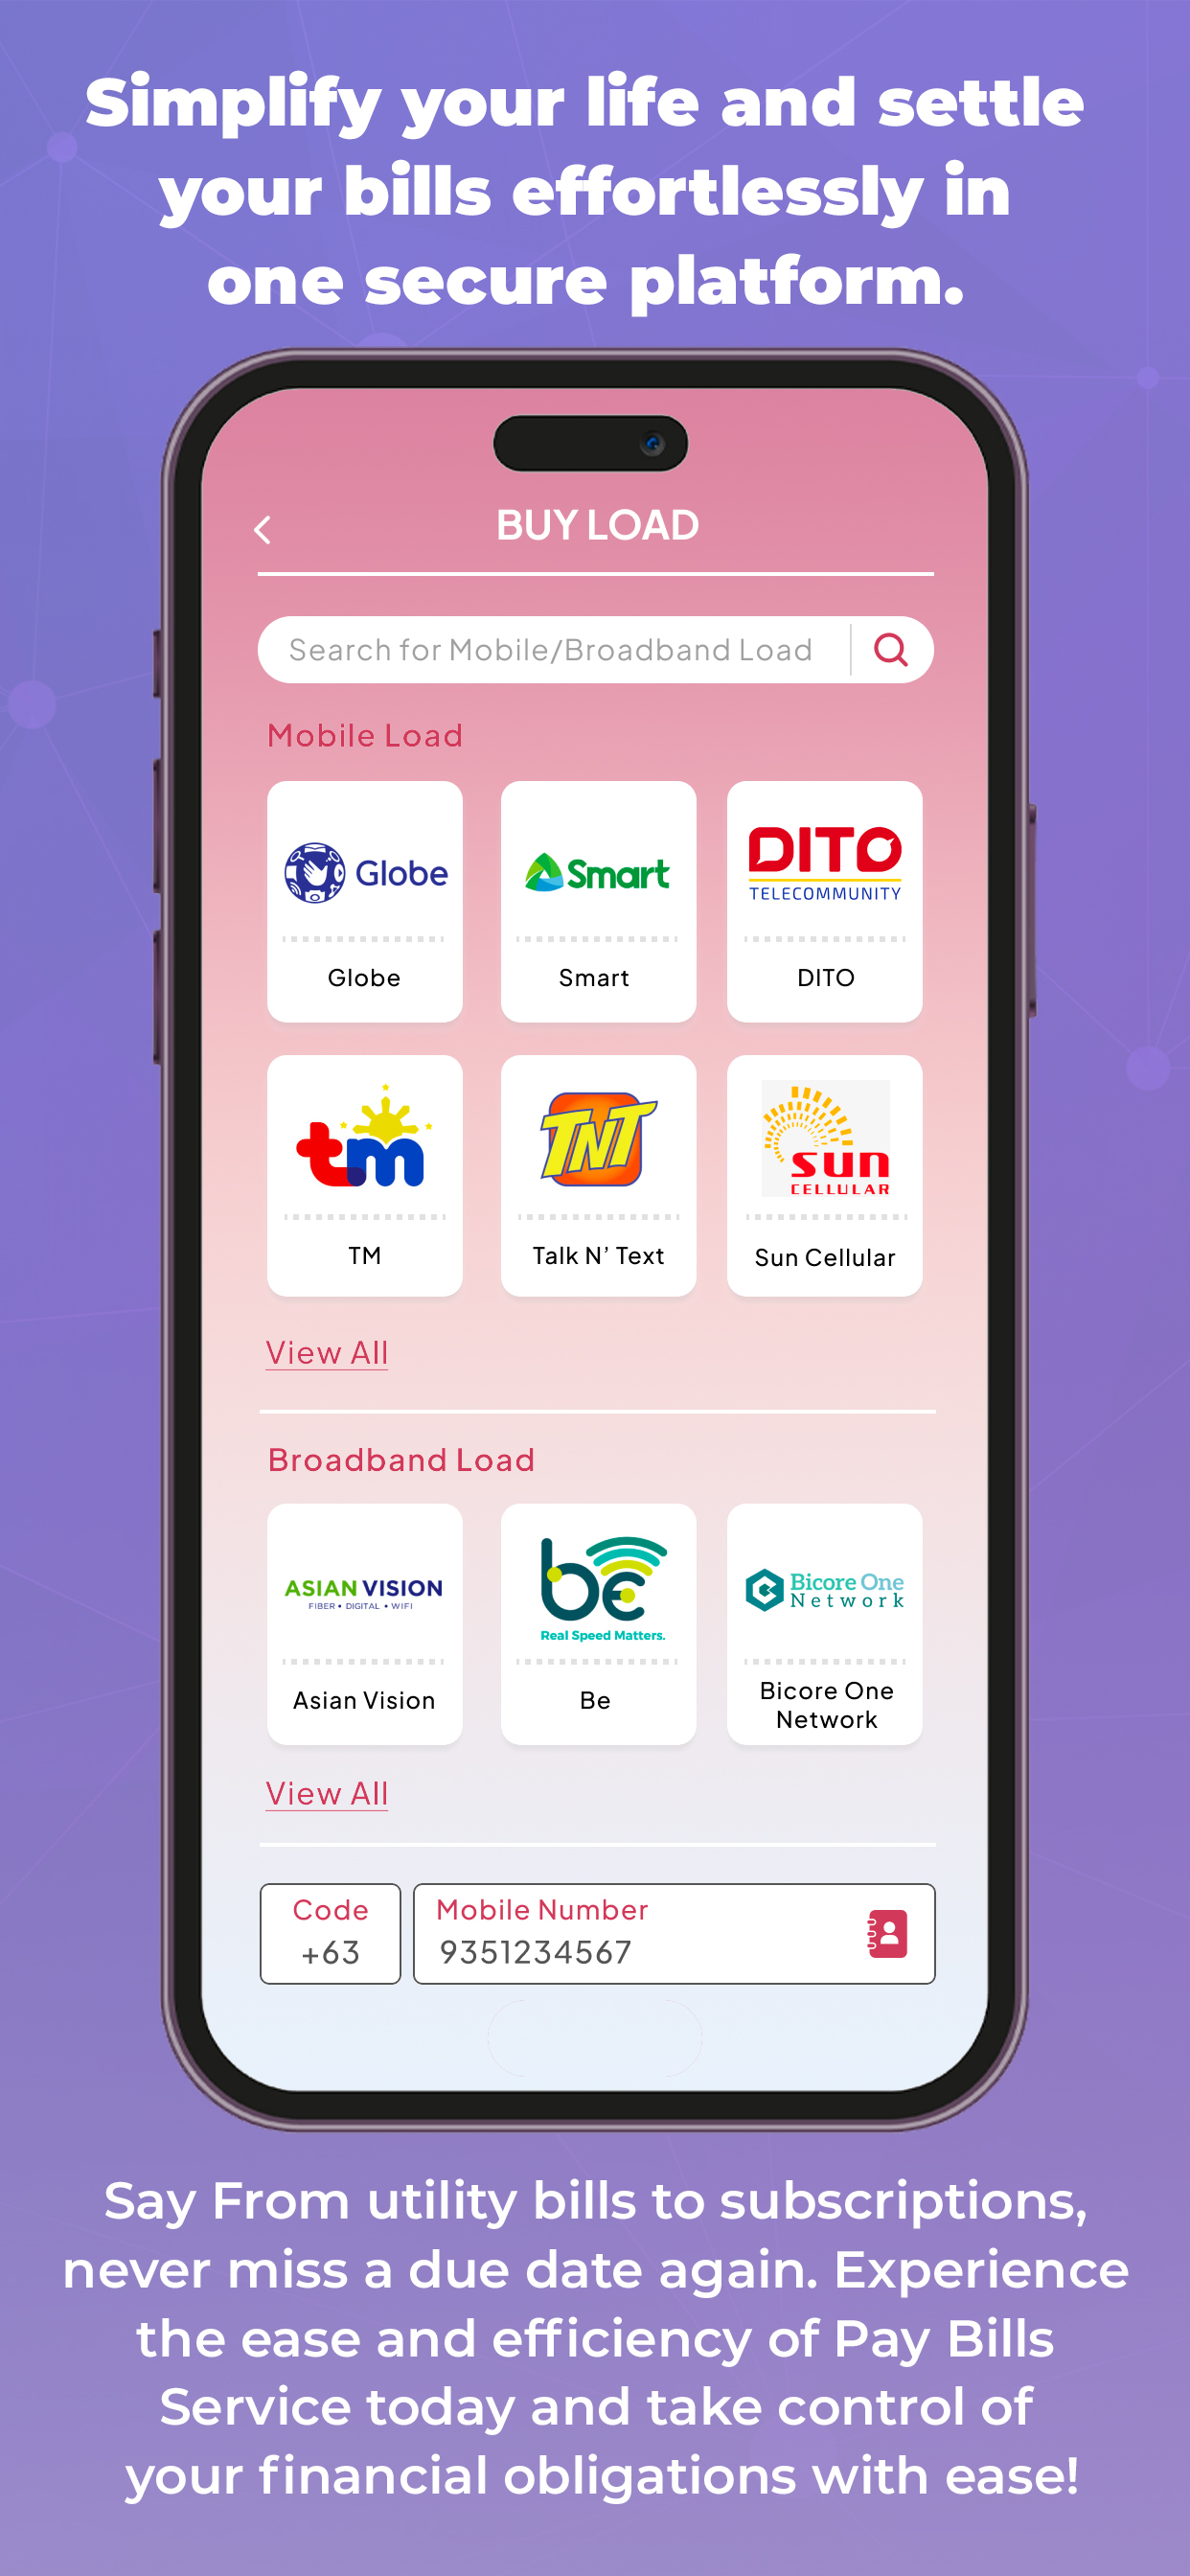 Simplify your life and settle
your bills effortlessly in
one secure platform.
BUY LOAD
Search for Mobile/Broadband Load
Mobile Load
Globe
Smart
DITO
TELECOMMUNITY
Globe
Smart
DITO
tm
TNT
sun
CELLULAR
TM
Talk N’ Text
Sun Cellular
View All
Broadband Load
ASIAN VISION
FIBER • DIGITAL • WIFI
be
Real Speed Matters.
Bicore One
Network
Asian Vision
Be
Bicore One
Network
View All
Code
+63
Mobile Number
9351234567
Say From utility bills to subscriptions,
never miss a due date again. Experience
the ease and efficiency of Pay Bills
Service today and take control of
your financial obligations with ease!